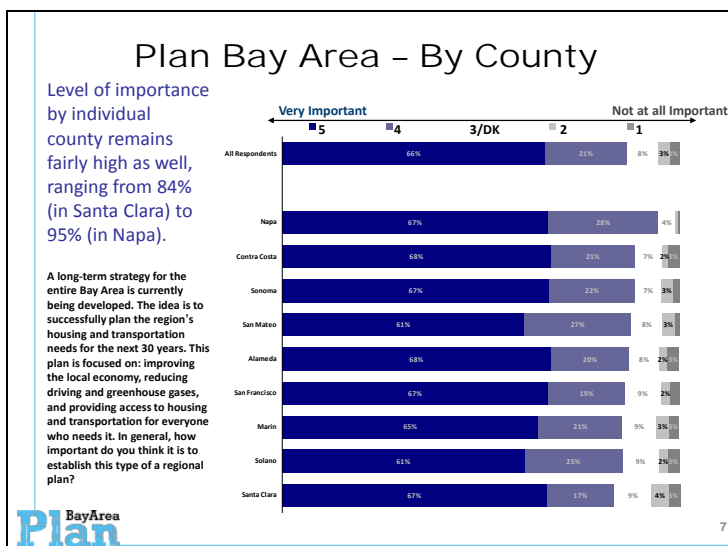 Plan Bay Area – By County
Level of importance
by individual
county remains
fairly high as well,
ranging from 84%
(in Santa Clara) to
95% (in Napa).
A long-term strategy for the
entire Bay Area is currently
being developed. The idea is to
successfully plan the region's
housing and transportation
needs for the next 30 years. This
plan is focused on: improving
the local economy, reducing
driving and greenhouse gases,
and providing access to housing
and transportation for everyone
who needs it. In general, how
important do you think it is to
establish this type of a regional
plan?
Very Important Not at all Important
5 4 3/DK 2 1
All Respondents 66% 21% 8% 3%
Napa 67% 28% 4%
Contra Costa 68% 21% 7% 2%
Sonoma 67% 22% 7% 3%
San Mateo 61% 27% 8% 3%
Alameda 68% 20% 8% 2%
San Francisco 67% 19% 9% 2%
Marin 65% 21% 9% 3%
Solano 61% 25% 9% 2%
Santa Clara 67% 17% 9% 4%
BayArea
Plan
7